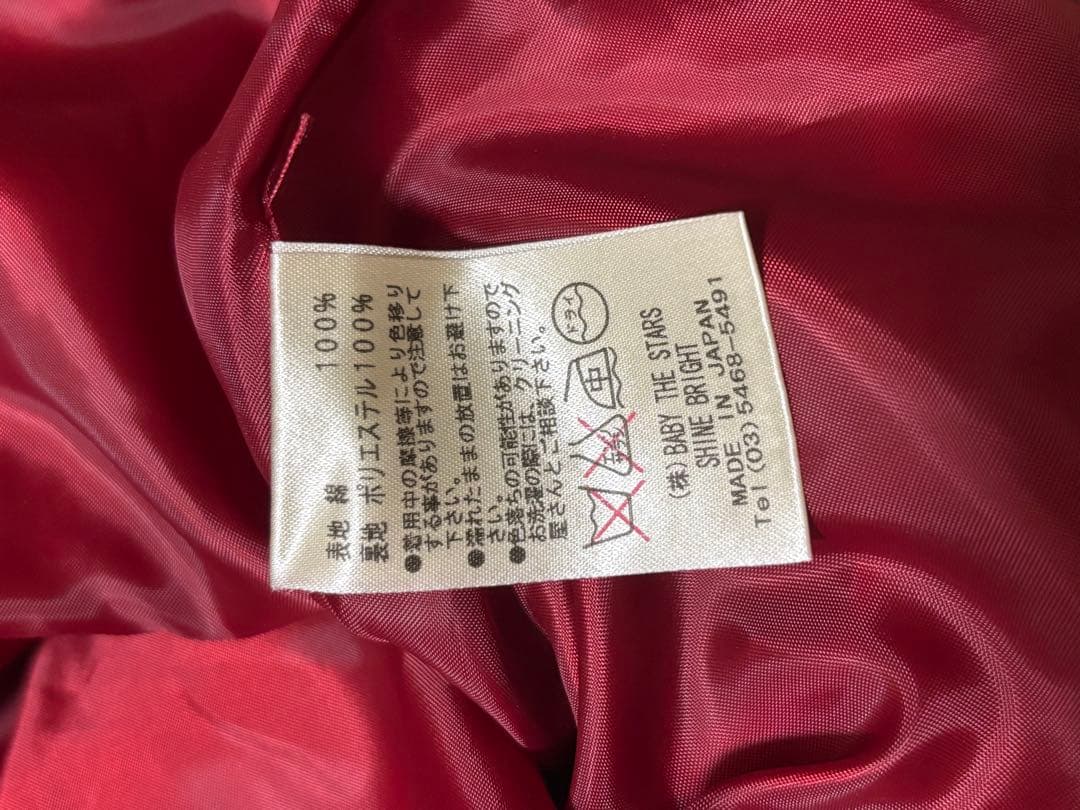 表地 綿 100%
裏地 ポリエステル100%
●着用中の摩擦等により色移り
する事がありますので注意して
下さい。
●濡れたままの放置はお避け下
さい。
●色落ちの可能性がありますので
お洗濯の際には、クリーニング
屋さんとご相談下さい。
エンソ 中 ドライ
(株)BABY THE STARS
SHINE BRIGHT
MADE IN JAPAN
Tel(03)5468-5491